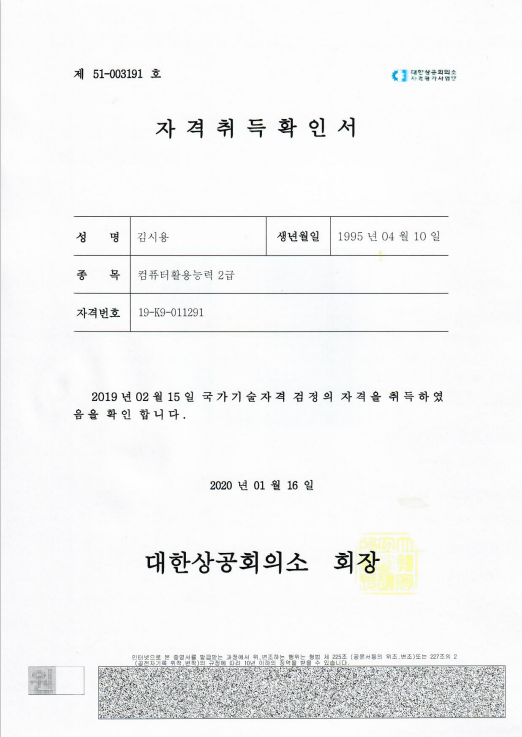 제 51-003191 호
대한상공회의소
자격평가사업단
자 격 취 득 확 인 서
성 명 김시용 생년월일 1995 년 04 월 10 일
종 목 컴퓨터활용능력 2급
자격번호 19-K9-011291
2019 년 02 월 15 일 국가기술자격 검정의 자격을 취득하였
음을 확인 합니다.
2020 년 01 월 16 일
대한상공회의소 회장
인터넷으로 본 증명서를 발급받는 과정에서 위,변조하는 행위는 형법 제 225조 (공문서등의 위조,변조)또는 227조의 2
(공전자기록 위작,변작)의 규정에 따라 10년 이하의 징역을 받을 수 있습니다.
원